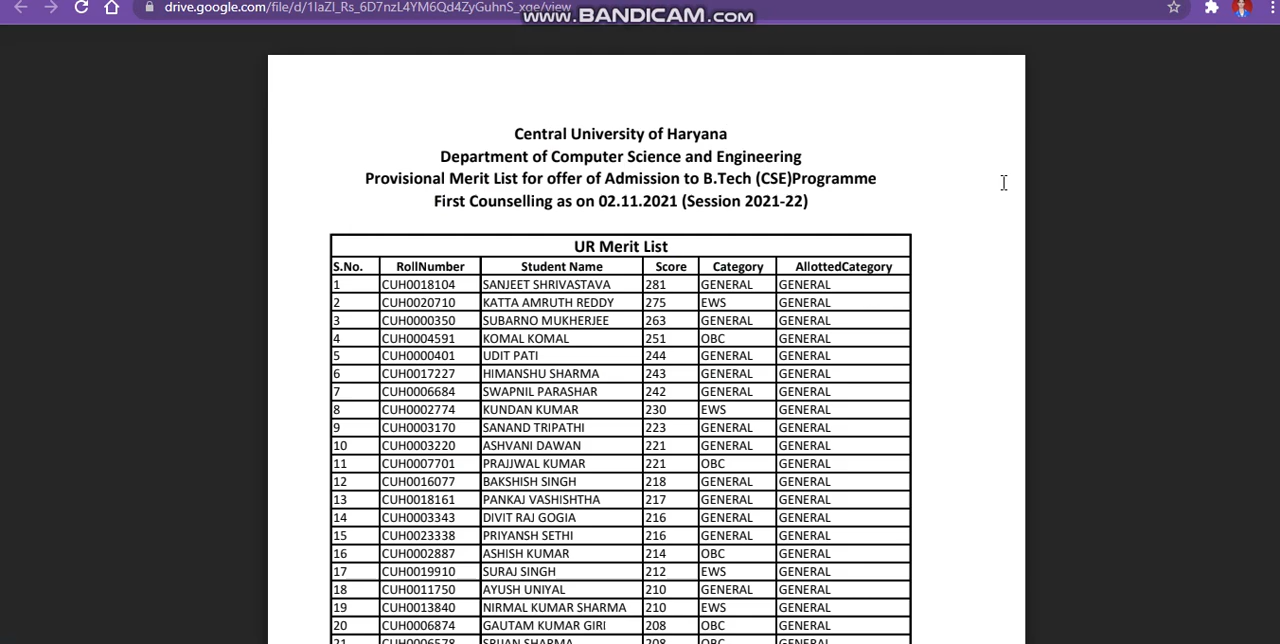 drive.google.com/file/d/1IaZI_Rs_6D7nzL4YM6Qd4ZyGuhnS_xqe/view
www.BANDICAM.com
Central University of Haryana
Department of Computer Science and Engineering
Provisional Merit List for offer of Admission to B.Tech (CSE)Programme
First Counselling as on 02.11.2021 (Session 2021-22)
UR Merit List
S.No. RollNumber Student Name Score Category AllottedCategory
1 CUH0018104 SANJEET SHRIVASTAVA 281 GENERAL GENERAL
2 CUH0020710 KATTA AMRUTH REDDY 275 EWS GENERAL
3 CUH0000350 SUBARNO MUKHERJEE 263 GENERAL GENERAL
4 CUH0004591 KOMAL KOMAL 251 OBC GENERAL
5 CUH0000401 UDIT PATI 244 GENERAL GENERAL
6 CUH0017227 HIMANSHU SHARMA 243 GENERAL GENERAL
7 CUH0006684 SWAPNIL PARASHAR 242 GENERAL GENERAL
8 CUH0002774 KUNDAN KUMAR 230 EWS GENERAL
9 CUH0003170 SANAND TRIPATHI 223 GENERAL GENERAL
10 CUH0003220 ASHVANI DAWAN 221 GENERAL GENERAL
11 CUH0007701 PRAJJWAL KUMAR 221 OBC GENERAL
12 CUH0016077 BAKSHISH SINGH 218 GENERAL GENERAL
13 CUH0018161 PANKAJ VASHISHTHA 217 GENERAL GENERAL
14 CUH0003343 DIVIT RAJ GOGIA 216 GENERAL GENERAL
15 CUH0023338 PRIYANSH SETHI 216 GENERAL GENERAL
16 CUH0002887 ASHISH KUMAR 214 OBC GENERAL
17 CUH0019910 SURAJ SINGH 212 EWS GENERAL
18 CUH0011750 AYUSH UNIYAL 210 GENERAL GENERAL
19 CUH0013840 NIRMAL KUMAR SHARMA 210 EWS GENERAL
20 CUH0006874 GAUTAM KUMAR GIRI 208 OBC GENERAL
21 CUH0006578 SRIJAN SHARMA 208 OBC GENERAL